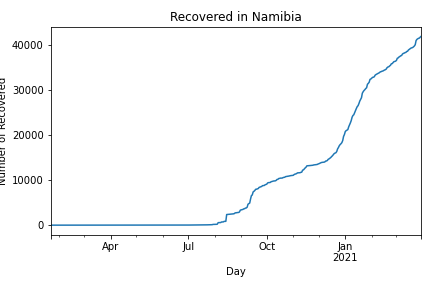 Recovered in Namibia
Number of Recovered
40000
30000
20000
10000
0
Apr
Jul
Oct
Jan
2021
Day